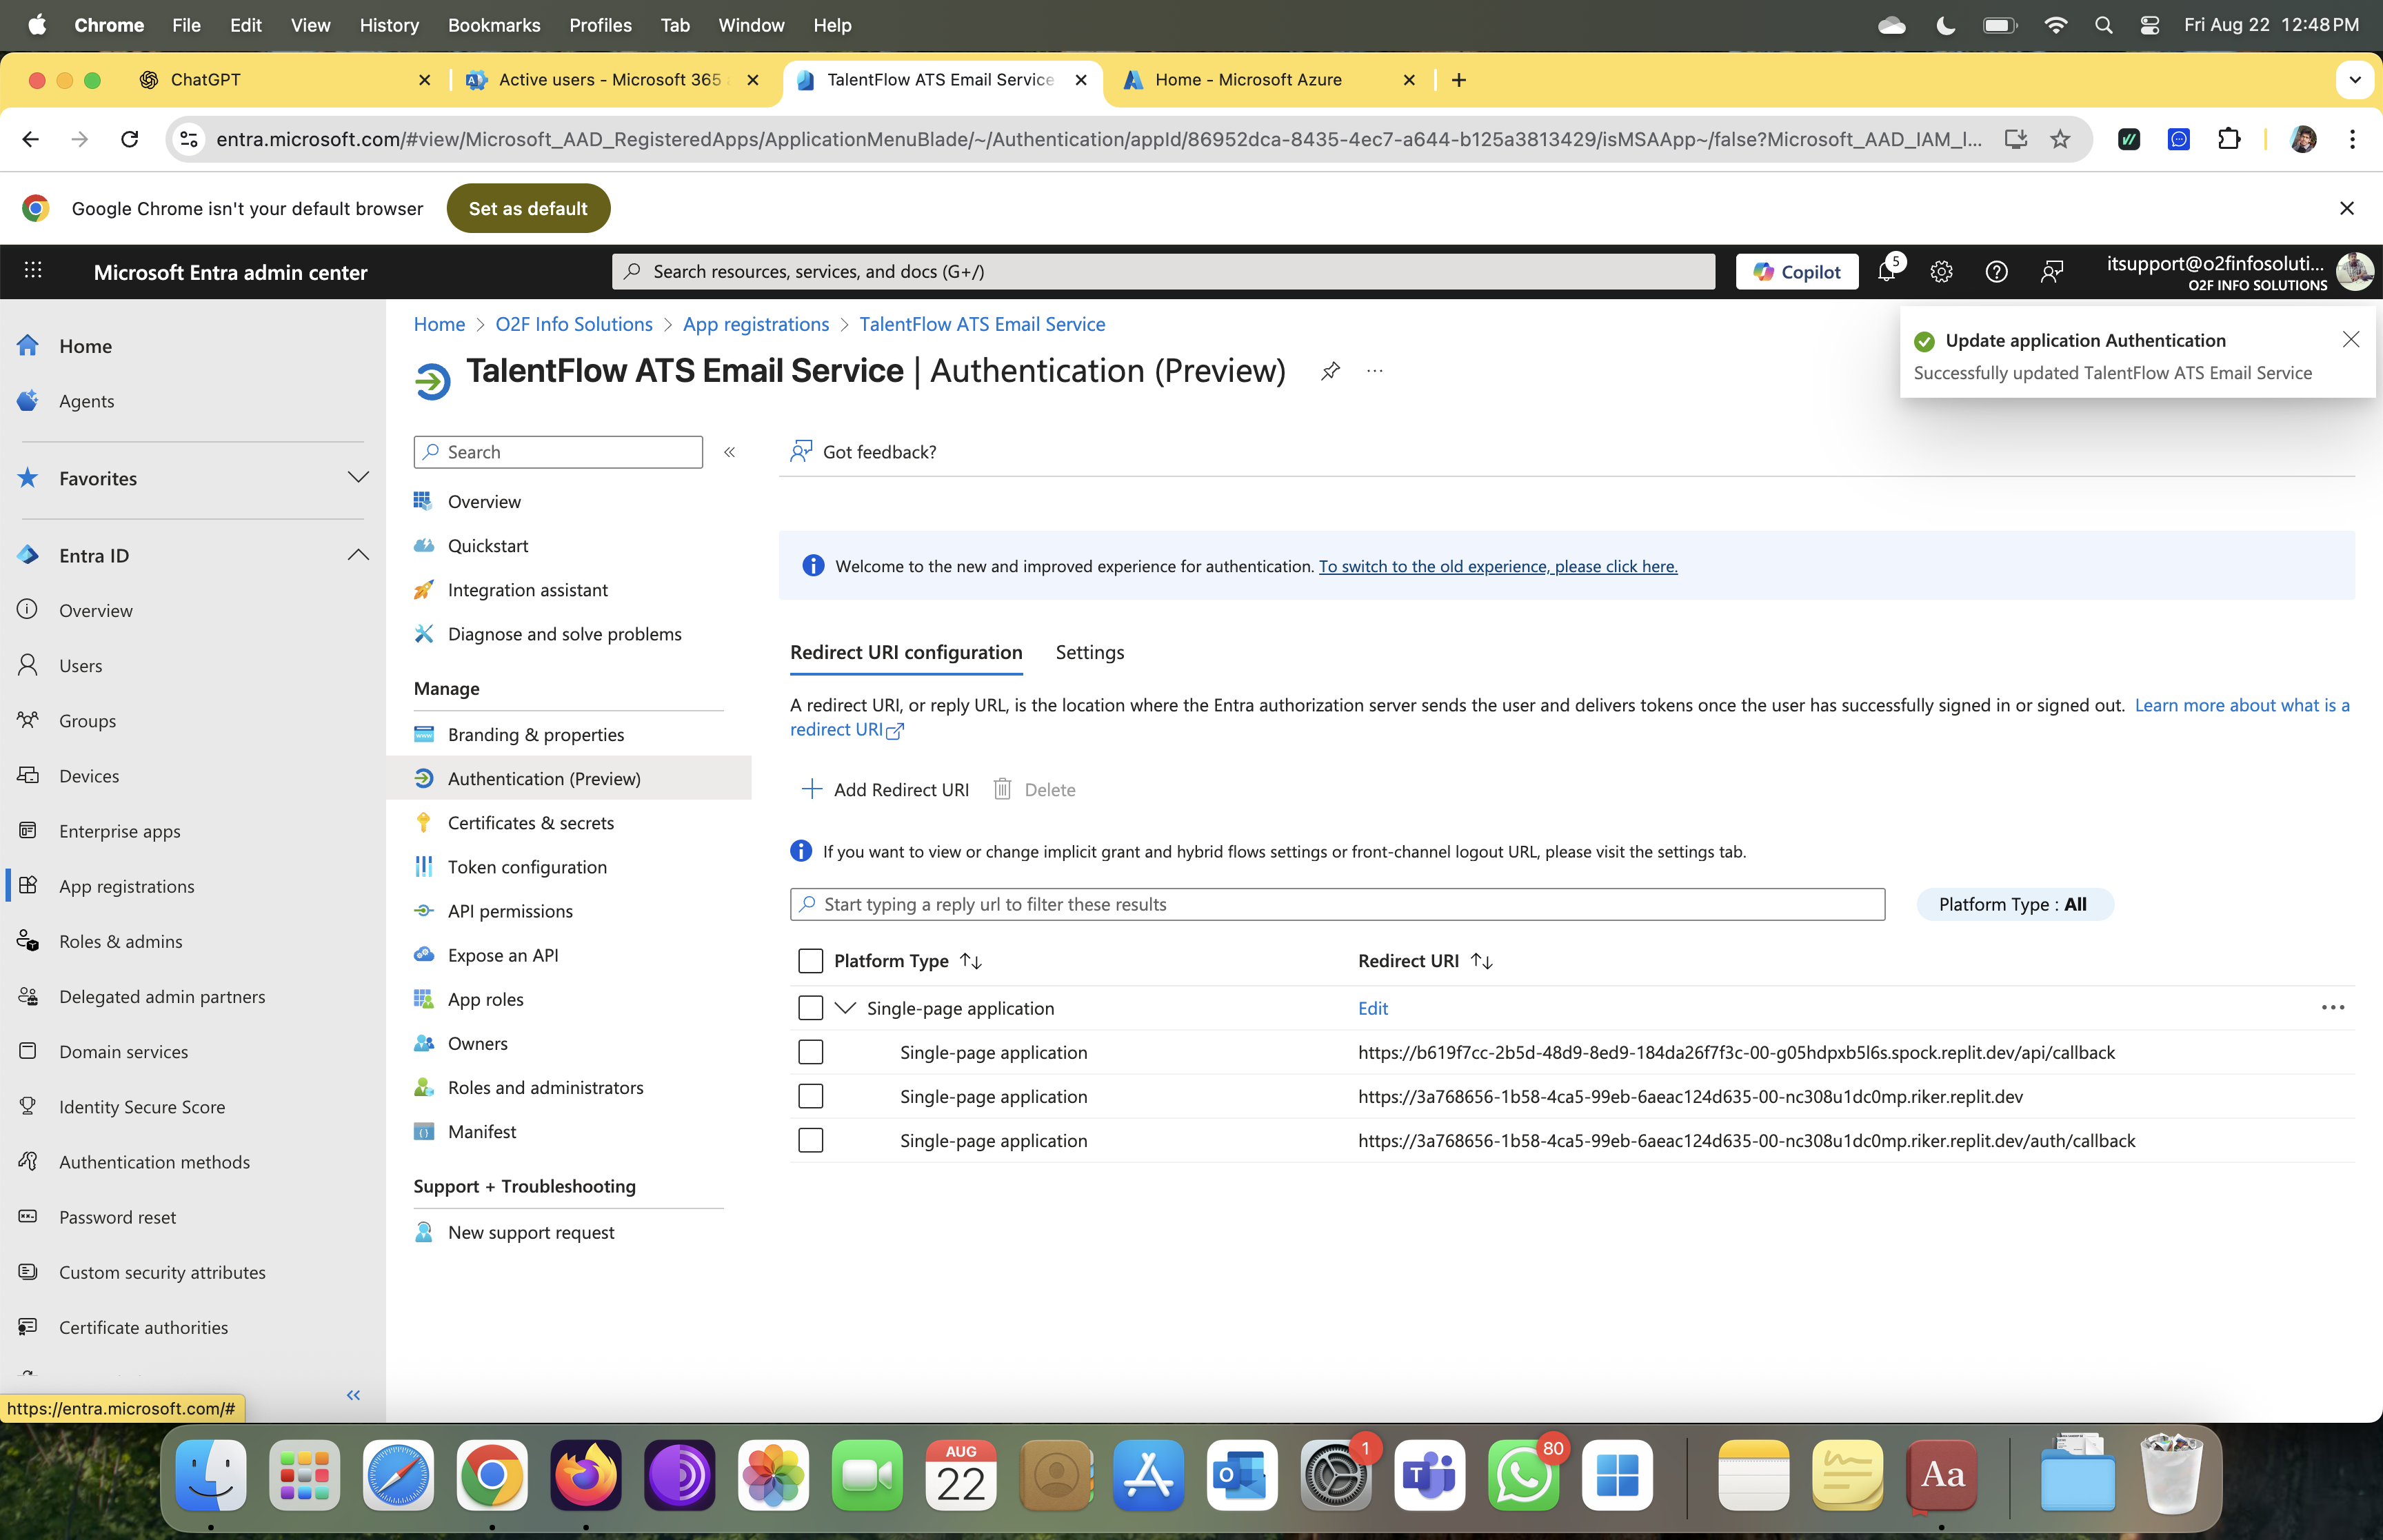 Chrome File Edit View History Bookmarks Profiles Tab Window Help Fri Aug 22 12:48 PM
ChatGPT Active users - Microsoft 365 TalentFlow ATS Email Service Home - Microsoft Azure
entra.microsoft.com/#view/Microsoft_AAD_RegisteredApps/ApplicationMenuBlade/~/Authentication/appId/86952dca-8435-4ec7-a644-b125a3813429/isMSAApp~/false?Microsoft_AAD_IAM_l...
Google Chrome isn't your default browser Set as default
Microsoft Entra admin center Search resources, services, and docs (G+/) Copilot 5 itsupport@o2finfosoluti...
O2F INFO SOLUTIONS
Home > O2F Info Solutions > App registrations > TalentFlow ATS Email Service
TalentFlow ATS Email Service | Authentication (Preview) ...
Update application Authentication
Successfully updated TalentFlow ATS Email Service
Home
Agents
Favorites
Entra ID
Overview
Users
Groups
Devices
Enterprise apps
App registrations
Roles & admins
Delegated admin partners
Domain services
Identity Secure Score
Authentication methods
Password reset
Custom security attributes
Certificate authorities
https://entra.microsoft.com/#
Search
Overview
Quickstart
Integration assistant
Diagnose and solve problems
Manage
Branding & properties
Authentication (Preview)
Certificates & secrets
Token configuration
API permissions
Expose an API
App roles
Owners
Roles and administrators
Manifest
Support + Troubleshooting
New support request
Got feedback?
Welcome to the new and improved experience for authentication. To switch to the old experience, please click here.
Redirect URI configuration Settings
A redirect URI, or reply URL, is the location where the Entra authorization server sends the user and delivers tokens once the user has successfully signed in or signed out. Learn more about what is a
redirect URI
Add Redirect URI Delete
If you want to view or change implicit grant and hybrid flows settings or front-channel logout URL, please visit the settings tab.
Start typing a reply url to filter these results Platform Type : All
Platform Type Redirect URI
Single-page application Edit
Single-page application https://b619f7cc-2b5d-48d9-8ed9-184da26f7f3c-00-g05hdpxb5l6s.spock.replit.dev/api/callback
Single-page application https://3a768656-1b58-4ca5-99eb-6aeac124d635-00-nc308u1dc0mp.riker.replit.dev
Single-page application https://3a768656-1b58-4ca5-99eb-6aeac124d635-00-nc308u1dc0mp.riker.replit.dev/auth/callback
AUG
22
1
80
Aa